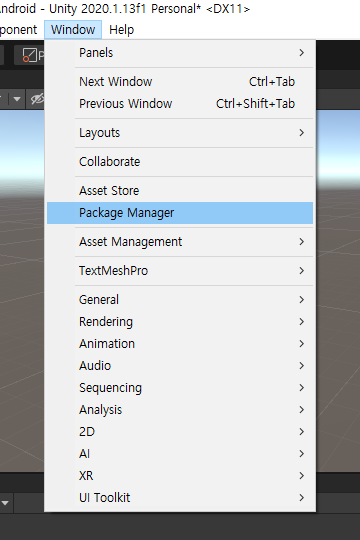 Android - Unity 2020.1.13f1 Personal* <DX11>
ponent Window Help
Panels
Next Window Ctrl+Tab
Previous Window Ctrl+Shift+Tab
Layouts
Collaborate
Asset Store
Package Manager
Asset Management
TextMeshPro
General
Rendering
Animation
Audio
Sequencing
Analysis
2D
AI
XR
UI Toolkit